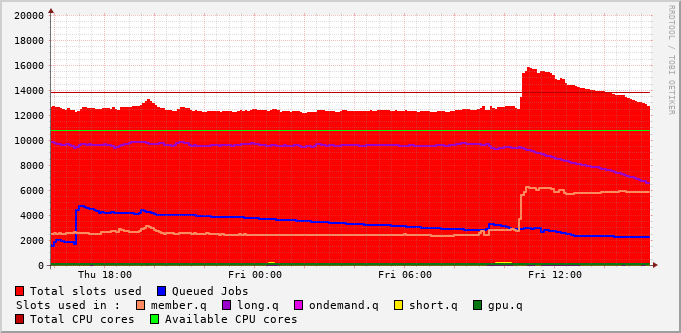 20000
18000
16000
14000
12000
10000
8000
6000
4000
2000
0
Thu 18:00 Fri 00:00 Fri 06:00 Fri 12:00
RRDTOOL / TOBI OETIKER
Total slots used Queued Jobs
Slots used in : member.q long.q ondemand.q short.q gpu.q
Total CPU cores Available CPU cores